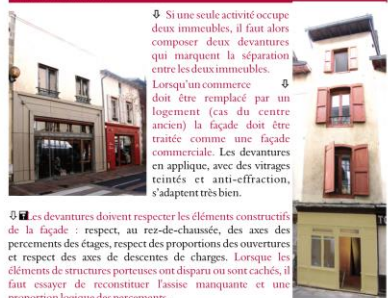 ⇩ Si une seule activité occupe
deux immeubles, il faut alors
composer deux devantures
qui marquent la séparation
entre les deux immeubles.
Lorsqu'un commerce ⇩
doit être remplacé par un
logement (cas du centre
ancien) la façade doit être
traitée comme une façade
commerciale. Les devantures
en applique, avec des vitrages
teintés et anti-effraction,
s'adaptent très bien.
⇩ Les devantures doivent respecter les éléments constructifs
de la façade : respect, au rez-de-chaussée, des axes des
percements des étages, respect des proportions des ouvertures
et respect des axes de descentes de charges. Lorsque les
éléments de structures porteuses ont disparu ou sont cachés, il
faut essayer de reconstituer l'assise manquante et une
proportion logique des percements.